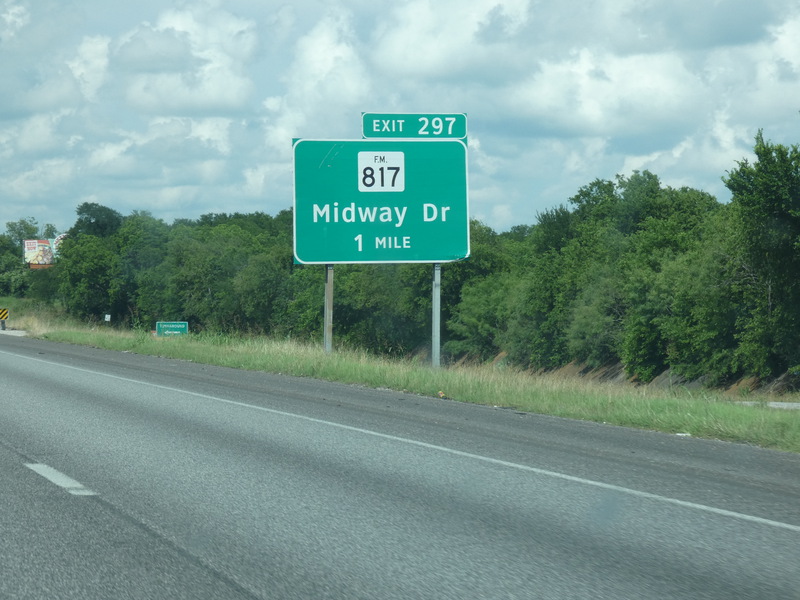 EXIT 297
F.M.
817
Midway Dr
1 MILE